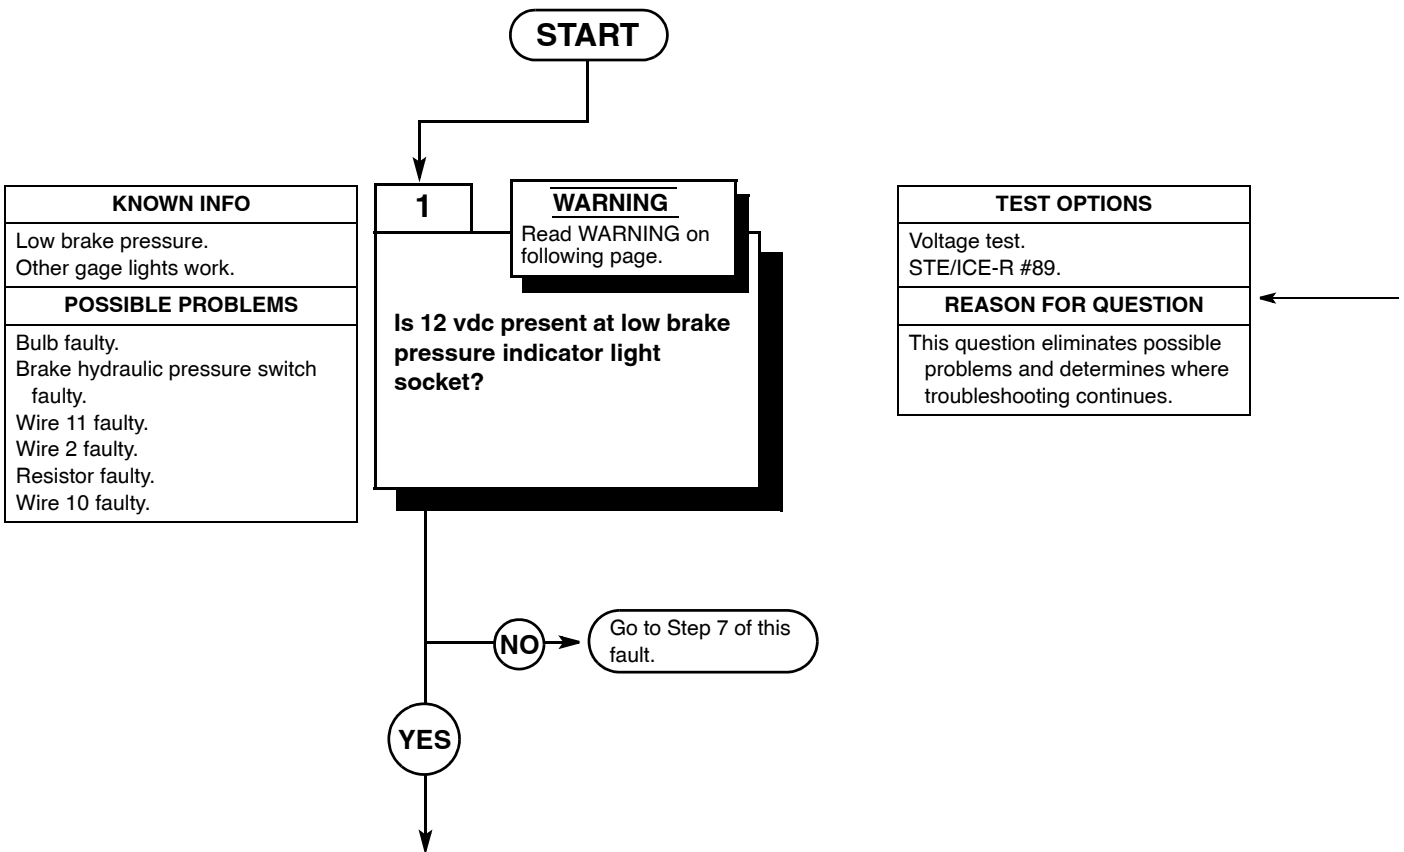 START
KNOWN INFO
Low brake pressure.
Other gage lights work.
POSSIBLE PROBLEMS
Bulb faulty.
Brake hydraulic pressure switch
faulty.
Wire 11 faulty.
Wire 2 faulty.
Resistor faulty.
Wire 10 faulty.
1
WARNING
Read WARNING on
following page.
Is 12 vdc present at low brake
pressure indicator light
socket?
TEST OPTIONS
Voltage test.
STE/ICE-R #89.
REASON FOR QUESTION
This question eliminates possible
problems and determines where
troubleshooting continues.
NO
Go to Step 7 of this
fault.
YES